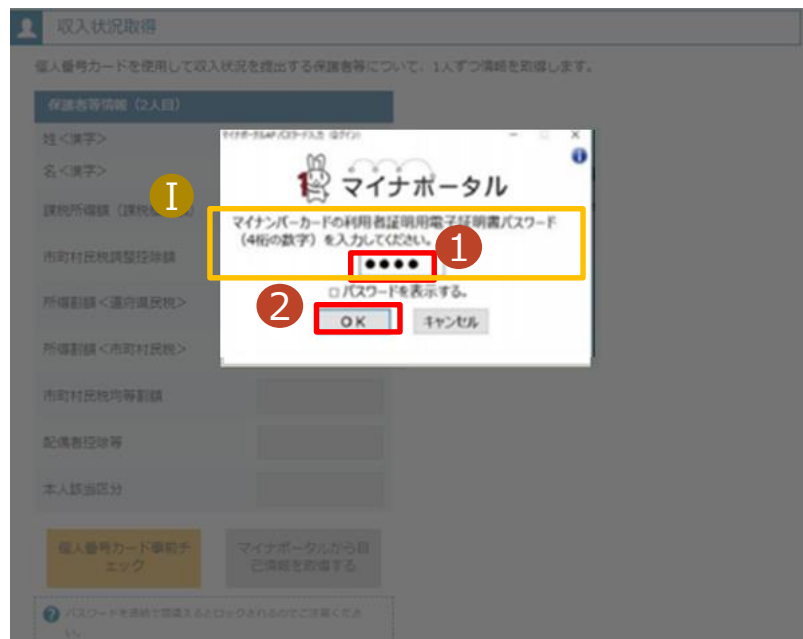 収入状況取得
個人番号カードを使用して収入状況を提出する保護者等について、1人ずつ情報を取得します。
保護者等情報（2人目）
姓<漢字>
名<漢字>
課税所得額（課税
市町村民税調整控除額
所得割額<道府県民税>
所得割額<市町村民税>
市町村民税均等割額
配偶者控除等
本人該当区分
個人番号カード事前チ
ェック
マイナポータルから自
己情報を取得する
パスワードを連続で間違えるとロックされるのでご注意くださ
い。
マイナポータル
マイナンバーカードの利用者証明用電子証明書パスワード
（4桁の数字）を入力してください。
●●●●
パスワードを表示する。
OK
キャンセル
I
1
2